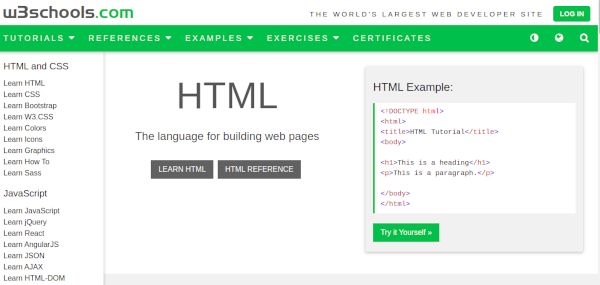 w3schools.com
THE WORLD'S LARGEST WEB DEVELOPER SITE
LOG IN
TUTORIALS REFERENCES EXAMPLES EXERCISES CERTIFICATES
HTML and CSS
Learn HTML
Learn CSS
Learn Bootstrap
Learn W3.CSS
Learn Colors
Learn Icons
Learn Graphics
Learn How To
Learn Sass
JavaScript
Learn JavaScript
Learn jQuery
Learn React
Learn AngularJS
Learn JSON
Learn AJAX
Learn HTML-DOM
HTML
The language for building web pages
LEARN HTML
HTML REFERENCE
HTML Example:
<!DOCTYPE html>
<html>
<title>HTML Tutorial</title>
<body>
<h1>This is a heading</h1>
<p>This is a paragraph.</p>
</body>
</html>
Try it Yourself »